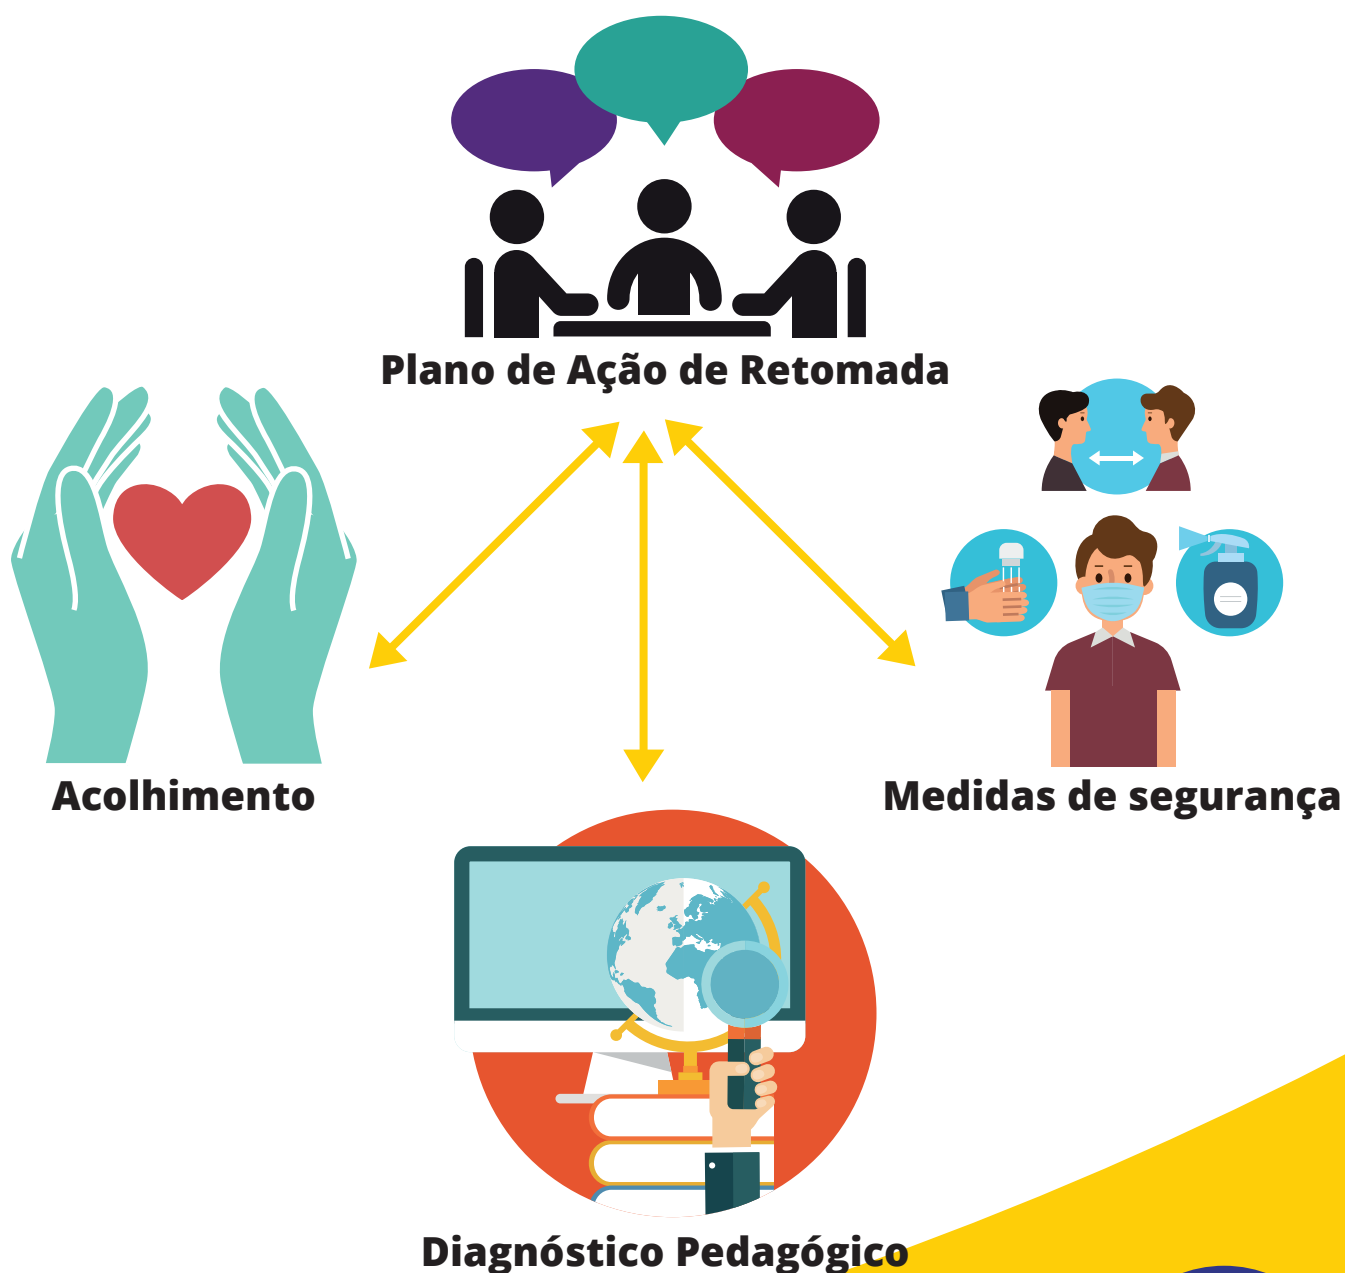 Plano de Ação de Retomada
Acolhimento
Medidas de segurança
Diagnóstico Pedagógico